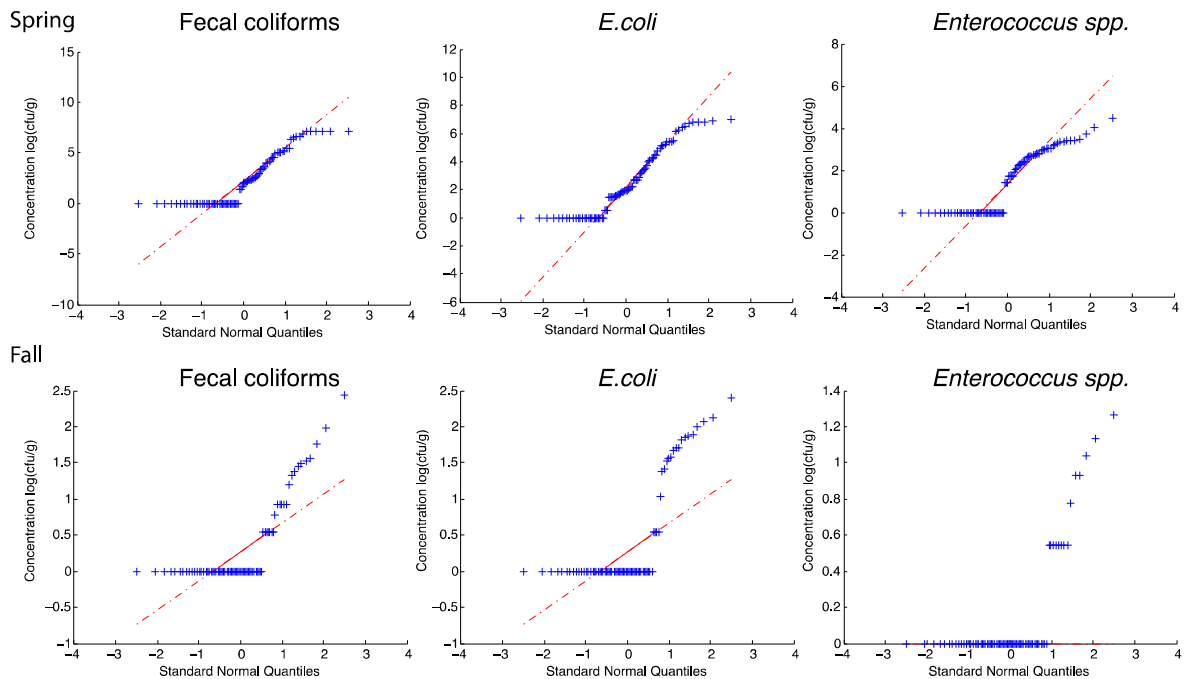 Spring
Fecal coliforms
E.coli
Enterococcus spp.
Concentration log(cfu/g)
15
10
5
0
−5
−10
−4 −3 −2 −1 0 1 2 3 4
Standard Normal Quantiles
Concentration log(cfu/g)
12
10
8
6
4
2
0
−2
−4
−6
−4 −3 −2 −1 0 1 2 3 4
Standard Normal Quantiles
Concentration log(cfu/g)
8
6
4
2
0
−2
−4
−4 −3 −2 −1 0 1 2 3 4
Standard Normal Quantiles
Fall
Fecal coliforms
E.coli
Enterococcus spp.
Concentration log(cfu/g)
2.5
2
1.5
1
0.5
0
−0.5
−1
−4 −3 −2 −1 0 1 2 3 4
Standard Normal Quantiles
Concentration log(cfu/g)
2.5
2
1.5
1
0.5
0
−0.5
−1
−4 −3 −2 −1 0 1 2 3 4
Standard Normal Quantiles
Concentration log(cfu/g)
1.4
1.2
1
0.8
0.6
0.4
0.2
0
−4 −3 −2 −1 0 1 2 3 4
Standard Normal Quantiles